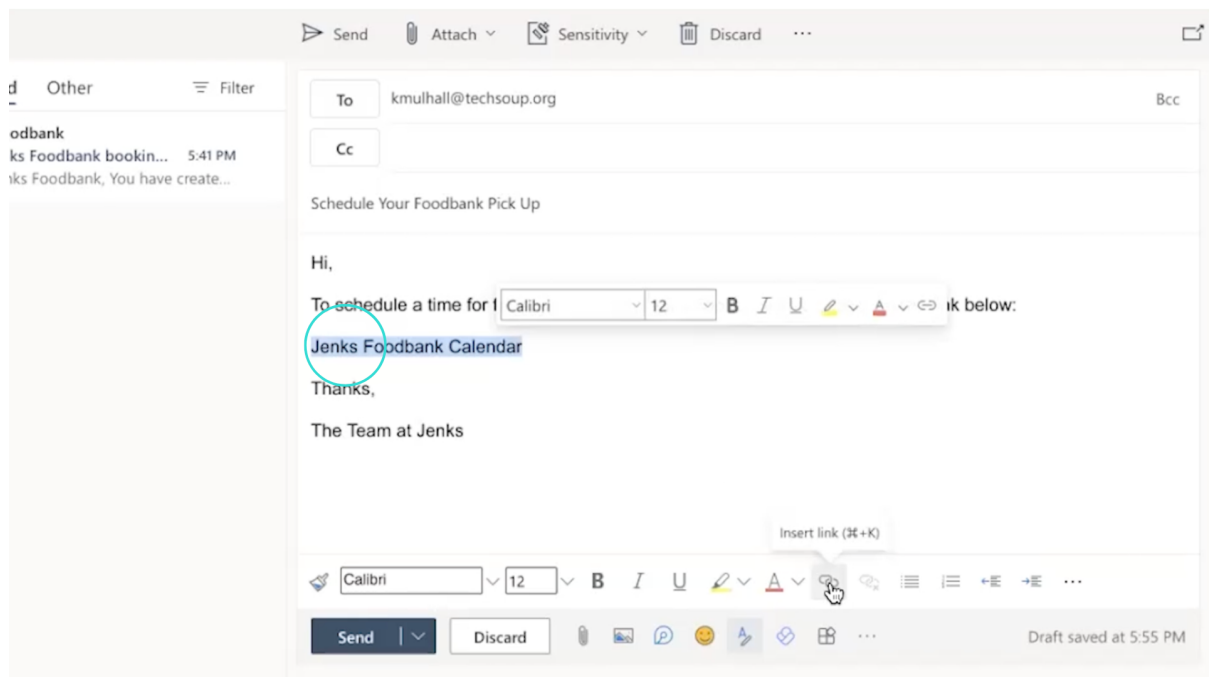 Send Attach Sensitivity Discard ...
d Other Filter
To kmulhall@techsoup.org Bcc
odbank
ks Foodbank bookin... 5:41 PM
Cc
ks Foodbank, You have create...
Schedule Your Foodbank Pick Up
Hi,
To schedule a time for f
Calibri 12 B I U A
k below:
Jenks Foodbank Calendar
Thanks,
The Team at Jenks
Insert link (⌘+K)
Calibri 12 B I U A ...
Send Discard ... Draft saved at 5:55 PM